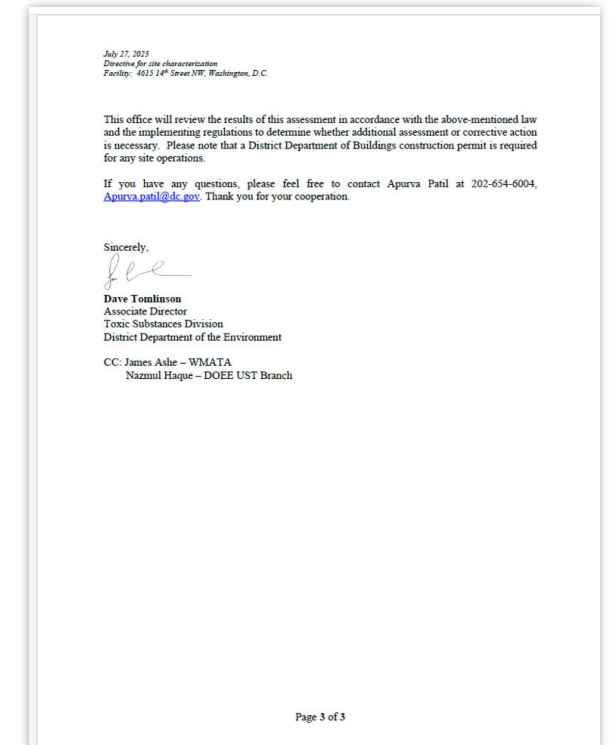 July 27, 2023
Directive for site characterization
Facility: 4615 14th Street NW, Washington, D.C.
This office will review the results of this assessment in accordance with the above-mentioned law
and the implementing regulations to determine whether additional assessment or corrective action
is necessary. Please note that a District Department of Buildings construction permit is required
for any site operations.
If you have any questions, please feel free to contact Apurva Patil at 202-654-6004,
Apurva.patil@dc.gov. Thank you for your cooperation.
Sincerely,
Dave Tomlinson
Associate Director
Toxic Substances Division
District Department of the Environment
CC: James Ashe – WMATA
Nazmul Haque – DOEE UST Branch
Page 3 of 3